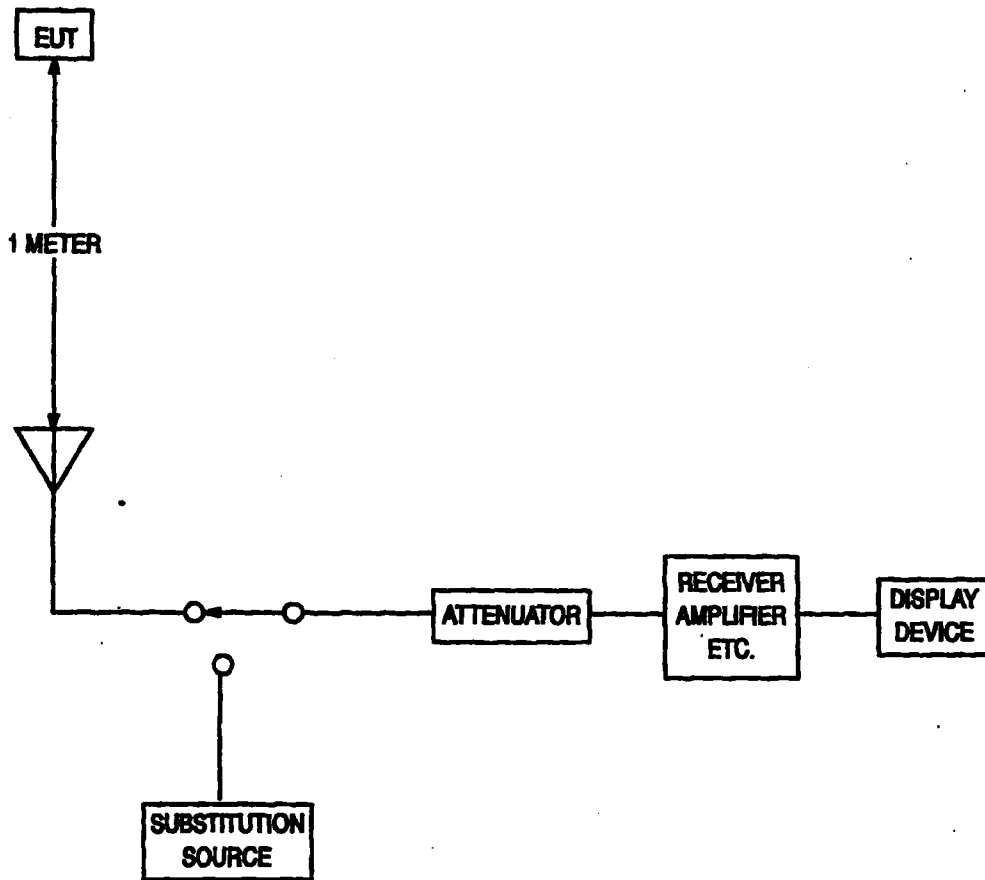 EUT
1 METER
ATTENUATOR
RECEIVER
AMPLIFIER
ETC.
DISPLAY
DEVICE
SUBSTITUTION
SOURCE